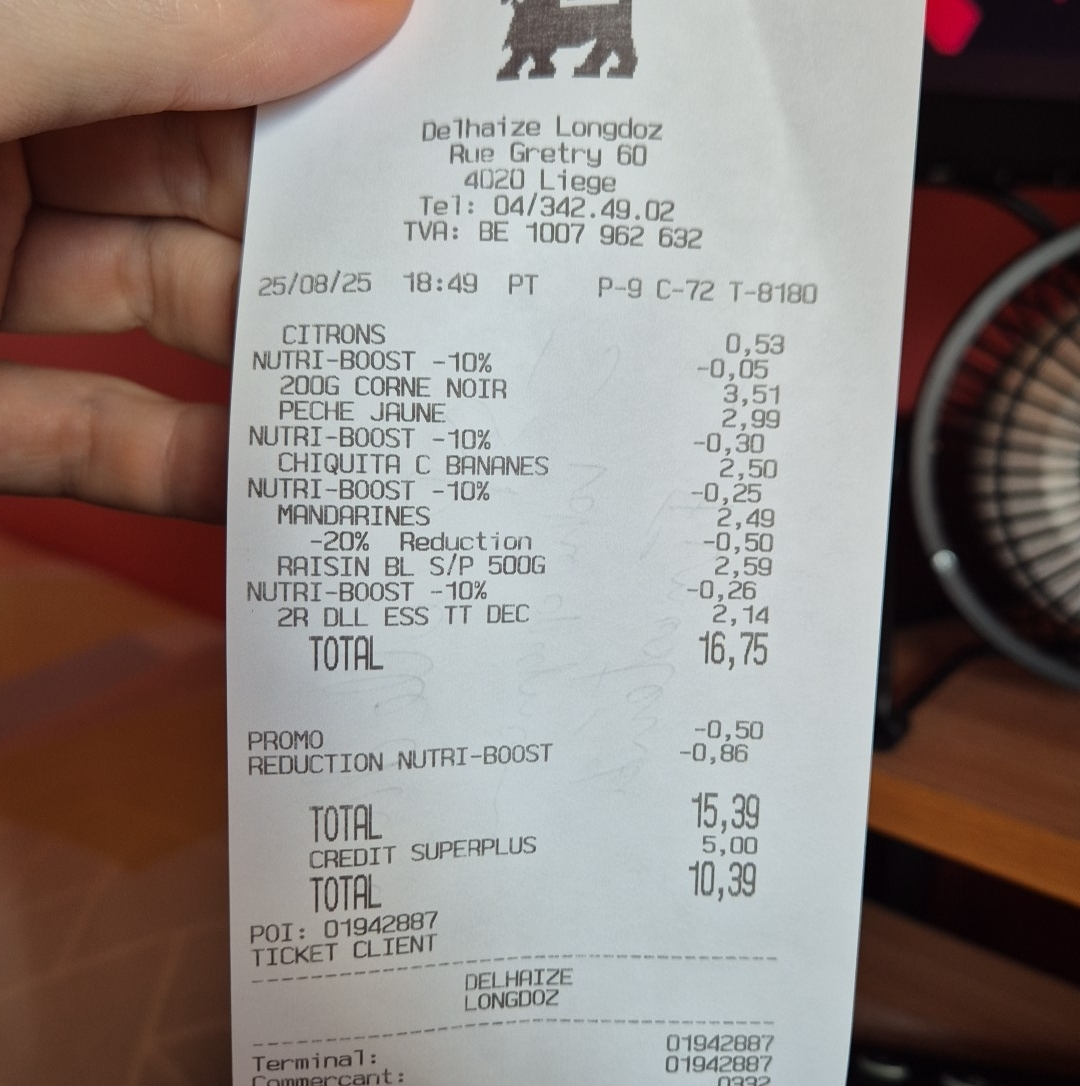 Delhaize Longdoz
Rue Gretry 60
4020 Liege
Tel: 04/342.49.02
TVA: BE 1007 962 632
25/08/25 18:49 PT P-9 C-72 T-8180
CITRONS 0,53
NUTRI-BOOST -10% -0,05
200G CORNE NOIR 3,51
PECHE JAUNE 2,99
NUTRI-BOOST -10% -0,30
CHIQUITA C BANANES 2,50
NUTRI-BOOST -10% -0,25
MANDARINES 2,49
-20% Reduction -0,50
RAISIN BL S/P 500G 2,59
NUTRI-BOOST -10% -0,26
2R DLL ESS TT DEC 2,14
TOTAL 16,75
PROMO -0,50
REDUCTION NUTRI-BOOST -0,86
TOTAL 15,39
CREDIT SUPERPLUS 5,00
TOTAL 10,39
POI: 01942887
TICKET CLIENT
DELHAIZE
LONGDOZ
01942887
Terminal: 01942887
Commercant: 0332